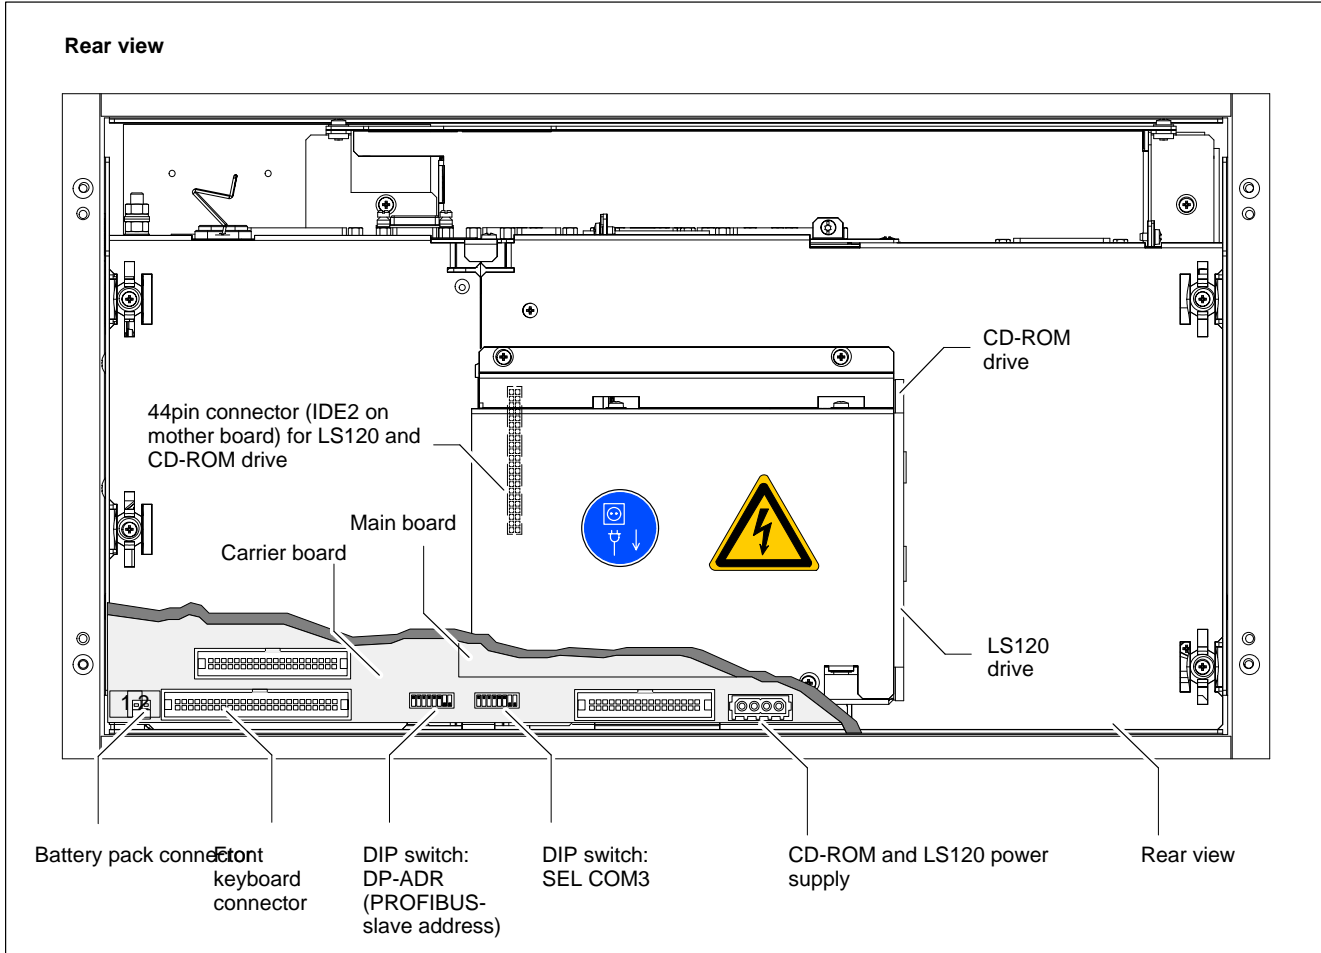 Rear view
CD-ROM
drive
44pin connector (IDE2 on
mother board) for LS120 and
CD-ROM drive
Main board
Carrier board
LS120
drive
1 2
Battery pack connector
Front
keyboard
connector
DIP switch:
DP-ADR
(PROFIBUS-
slave address)
DIP switch:
SEL COM3
CD-ROM and LS120 power
supply
Rear view